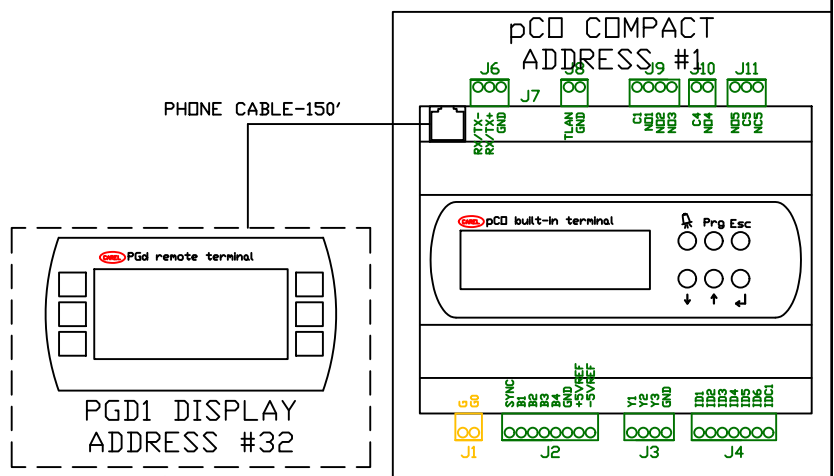 pCO COMPACT
ADDRESS #1
J6
J7
J8
J9
J10
J11
PHONE CABLE-150'
RX/TX-
RX/TX+
GND
TLAN
GND
C1
NO1
NO2
NO3
C4
NO4
NO5
C5
NC5
CAREL pCO built-in terminal
Prg Esc
CAREL PGd remote terminal
PGD1 DISPLAY
ADDRESS #32
G
G0
SYNC
B1
B2
B3
B4
GND
+5VREF
-5VREF
Y1
Y2
Y3
GND
ID1
ID2
ID3
ID4
ID5
ID6
IDC1
J1
J2
J3
J4